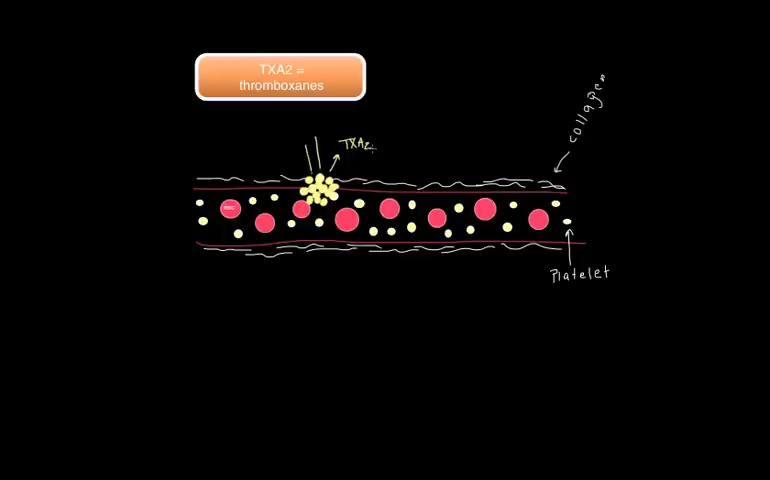 TXA2 =
thromboxanes
collagen
TXA2
RBC
Platelet